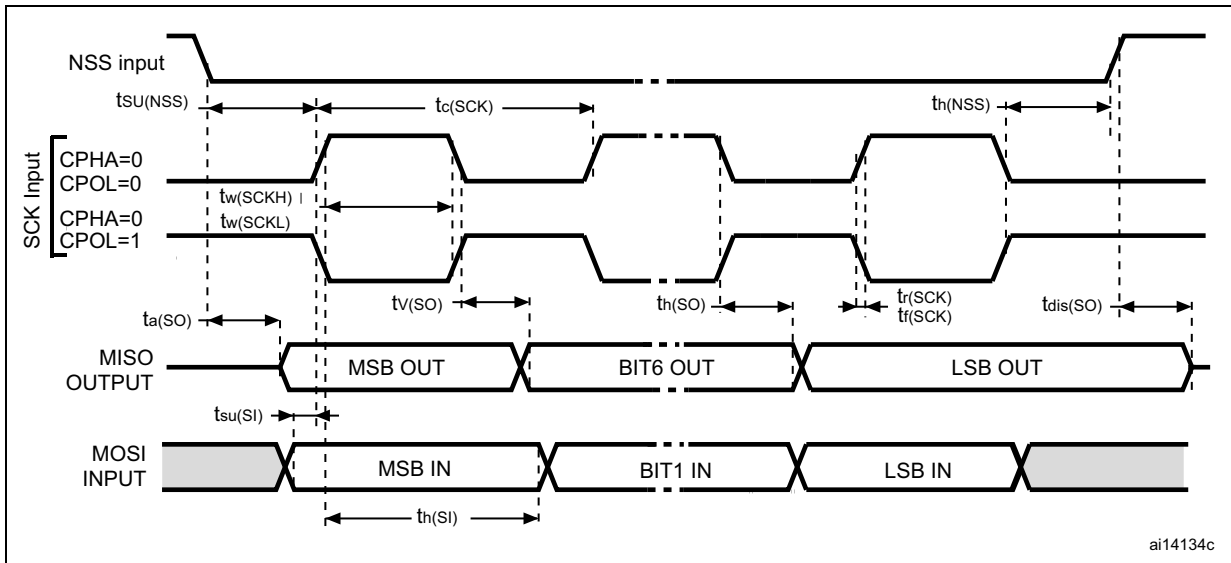 NSS input
tSU(NSS)
tc(SCK)
th(NSS)
SCK Input
CPHA=0
CPOL=0
tw(SCKH)
CPHA=0
tw(SCKL)
CPOL=1
ta(SO)
tV(SO)
th(SO)
tr(SCK)
tf(SCK)
tdis(SO)
MISO
OUTPUT
MSB OUT
BIT6 OUT
LSB OUT
tsu(SI)
MOSI
INPUT
MSB IN
BIT1 IN
LSB IN
th(SI)
ai14134c